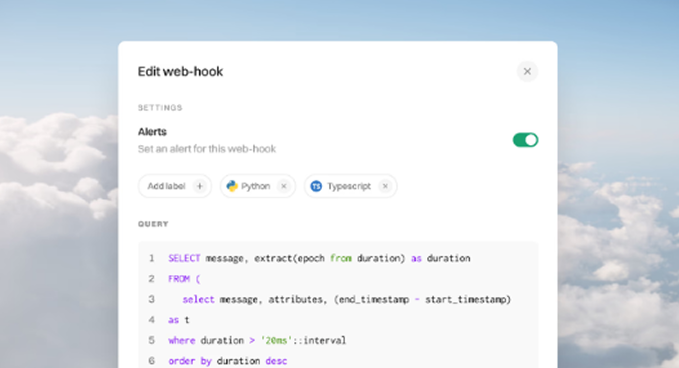 Edit web-hook
SETTINGS
Alerts
Set an alert for this web-hook
Add label + Python × TS Typescript ×
QUERY
1 SELECT message, extract(epoch from duration) as duration
2 FROM (
3 select message, attributes, (end_timestamp - start_timestamp)
4 as t
5 where duration > '20ms'::interval
6 order by duration desc